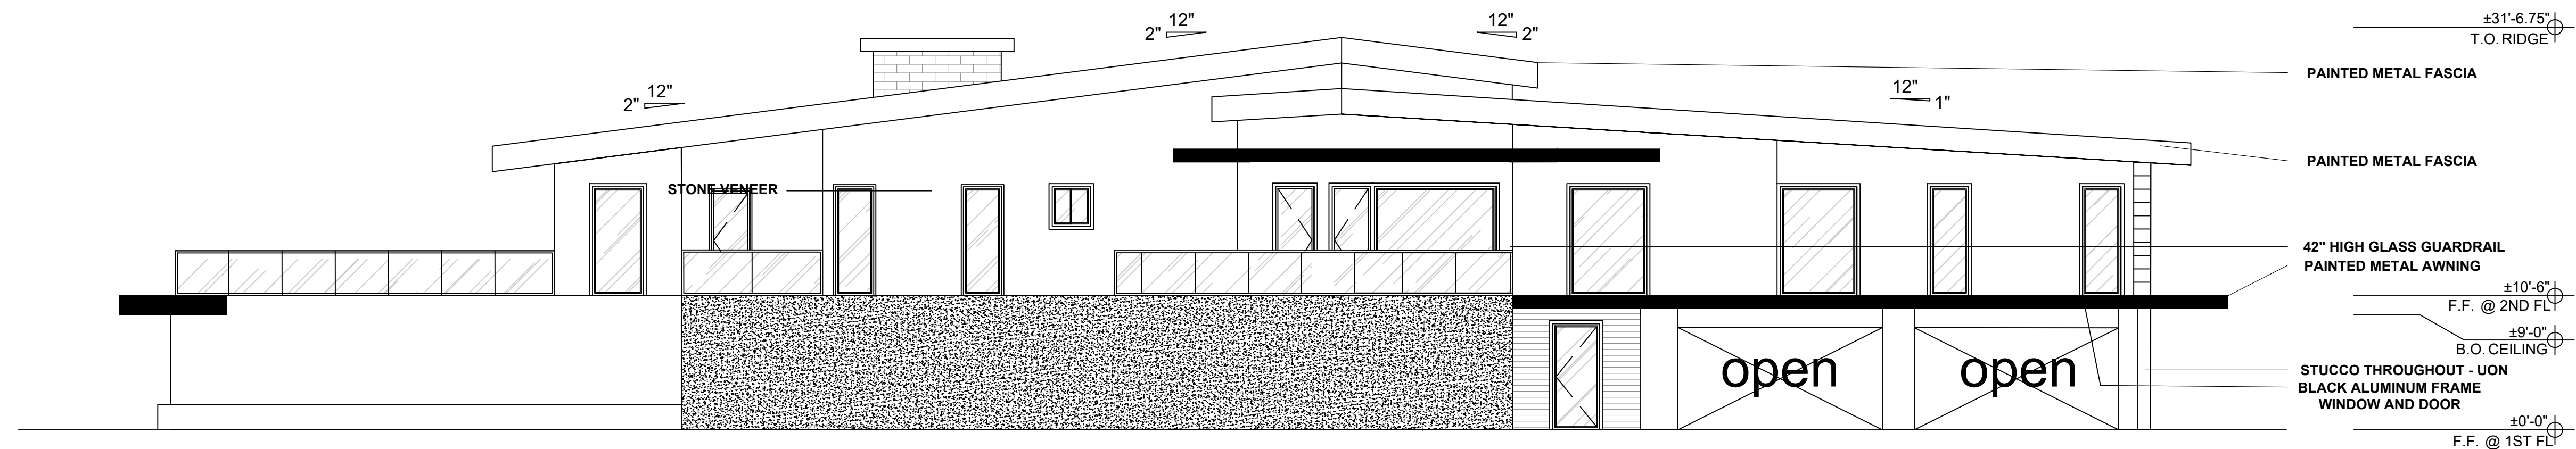 12"
2"
12"
2"
±31'-6.75"
T.O. RIDGE
PAINTED METAL FASCIA
12"
2"
12"
1"
PAINTED METAL FASCIA
STONE VENEER
42" HIGH GLASS GUARDRAIL
PAINTED METAL AWNING
±10'-6"
F.F. @ 2ND FL
±9'-0"
B.O. CEILING
open
open
STUCCO THROUGHOUT - UON
BLACK ALUMINUM FRAME
WINDOW AND DOOR
±0'-0"
F.F. @ 1ST FL